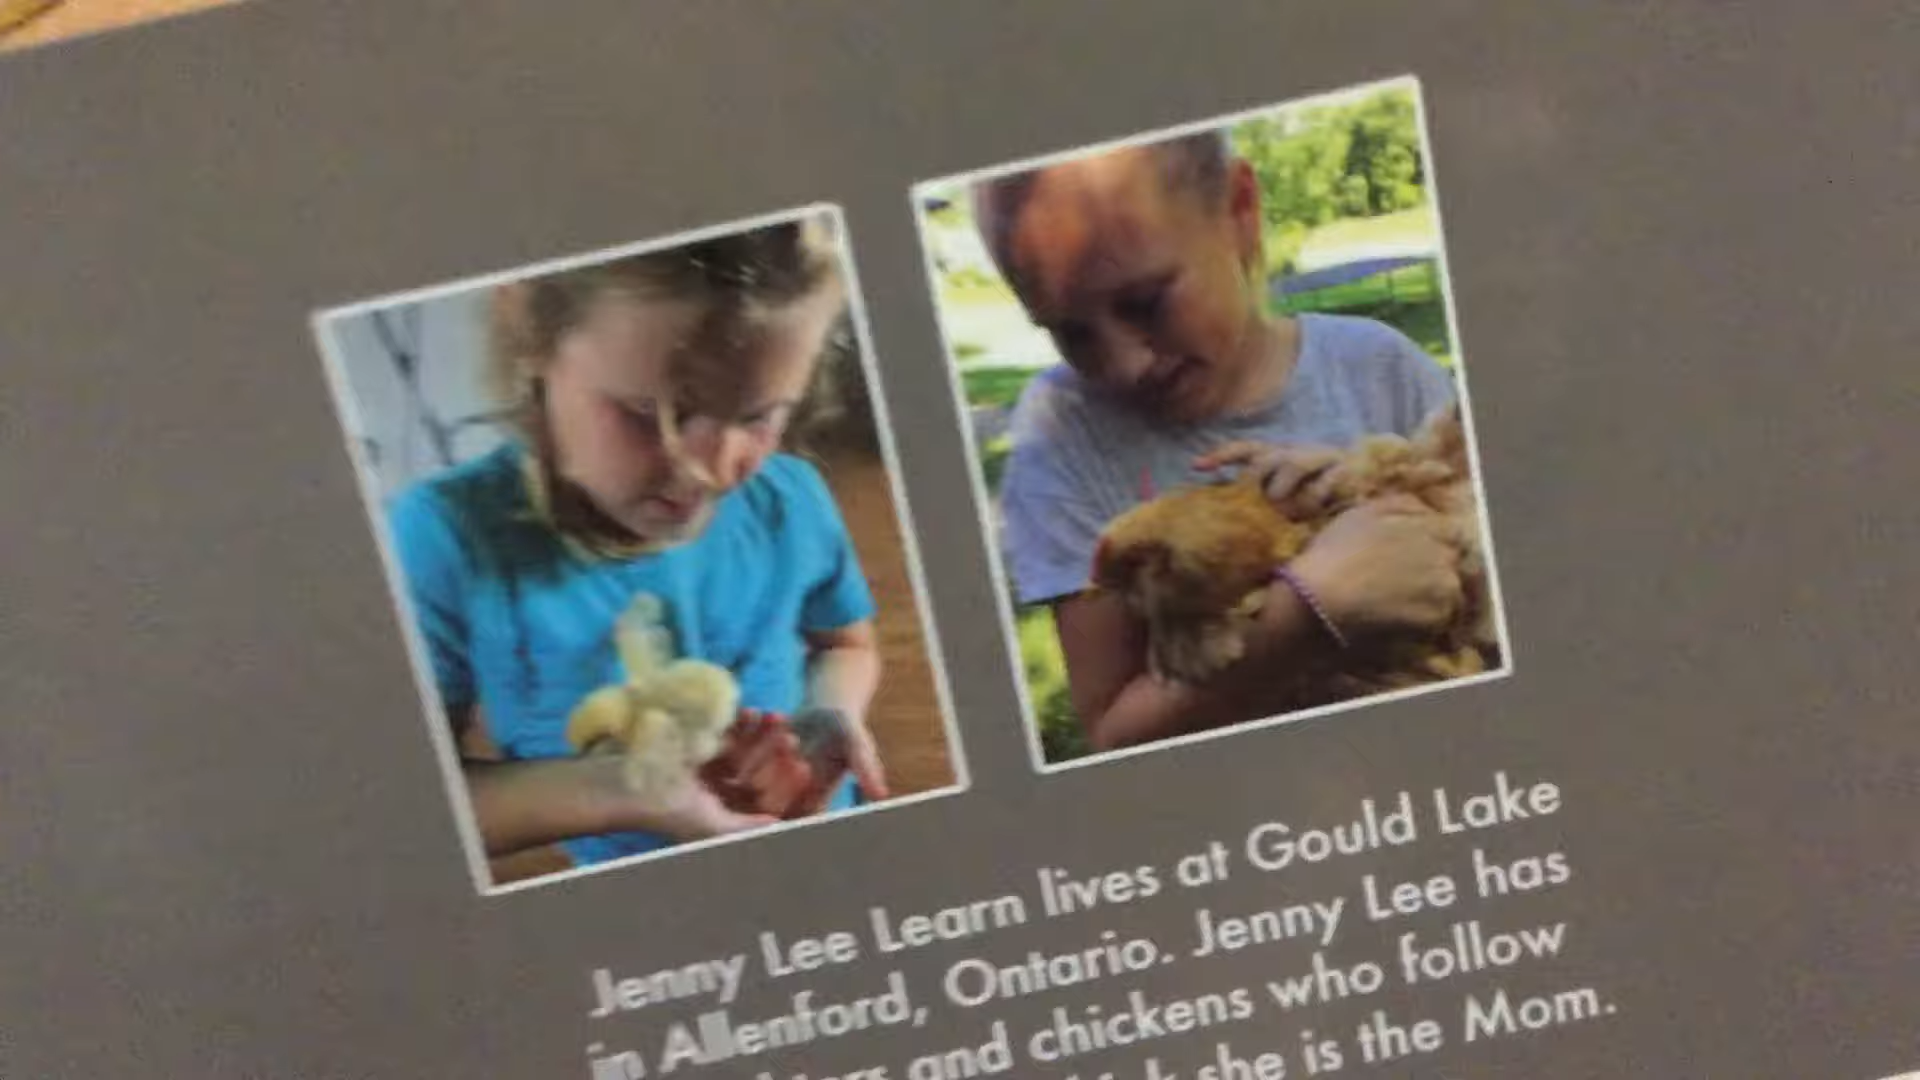 Jenny Lee Learn lives at Gould Lake
in Allenford, Ontario. Jenny Lee has
and chickens who follow
she is the Mom.